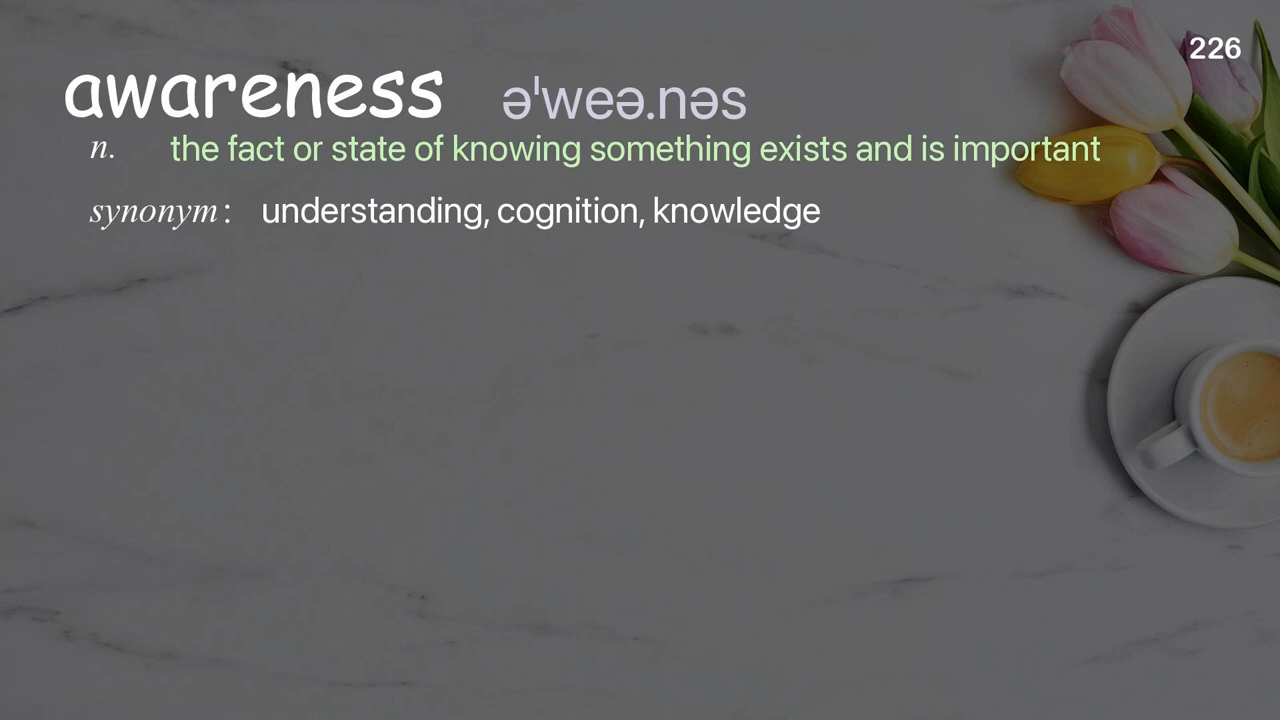 226
awareness əˈweə.nəs
n. the fact or state of knowing something exists and is important
synonym: understanding, cognition, knowledge